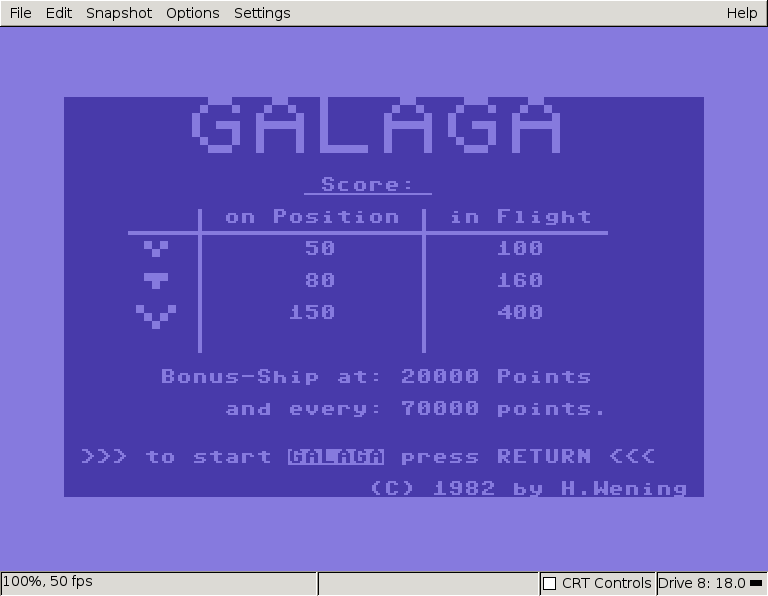 File Edit Snapshot Options Settings Help
GALAGA
Score:
on Position in Flight
50 100
80 160
150 400
Bonus-Ship at: 20000 Points
and every: 70000 points.
>>> to start GALAGA press RETURN <<<
(C) 1982 by H.Wening
100%, 50 fps CRT Controls Drive 8: 18.0